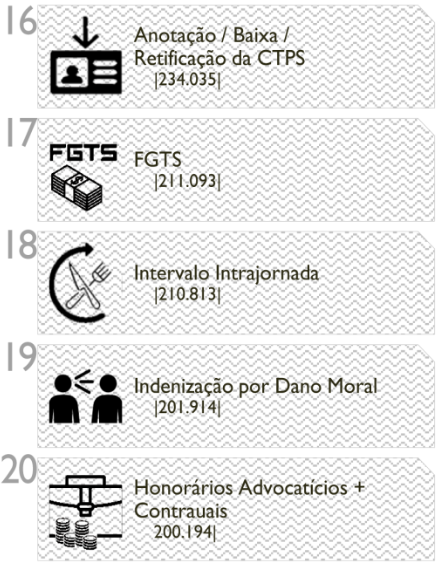 16
Anotação / Baixa /
Retificação da CTPS
|234.035|
17
FGTS
FGTS
|211.093|
18
Intervalo Intrajornada
|210.813|
19
Indenização por Dano Moral
|201.914|
20
Honorários Advocatícios +
Contrauais
200.194|